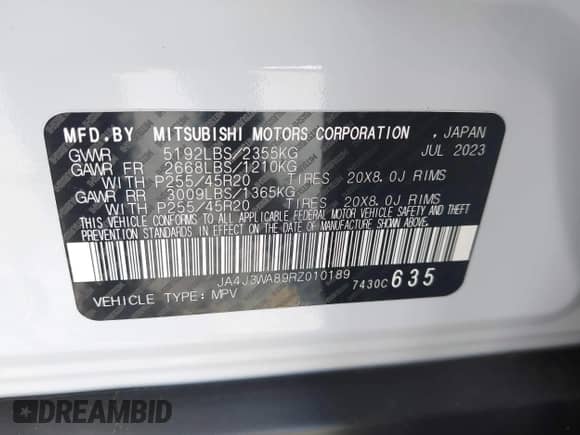 MFD.BY MITSUBISHI MOTORS CORPORATION , JAPAN
GVWR 5192LBS/2355KG JUL 2023
GAWR FR 2668LBS/1210KG
WITH P255/45R20 TIRES 20X8.0J RIMS
GAWR RR 3009LBS/1365KG
WITH P255/45R20 TIRES 20X8.0J RIMS
THIS VEHICLE CONFORMS TO ALL APPLICABLE FEDERAL MOTOR VEHICLE SAFETY AND THEFT
PREVENTION STANDARDS IN EFFECT ON THE DATE OF MANUFACTURE SHOWN ABOVE.
JA4J3WA89RZ010189
VEHICLE TYPE: MPV 7430C 635
DREAMBID